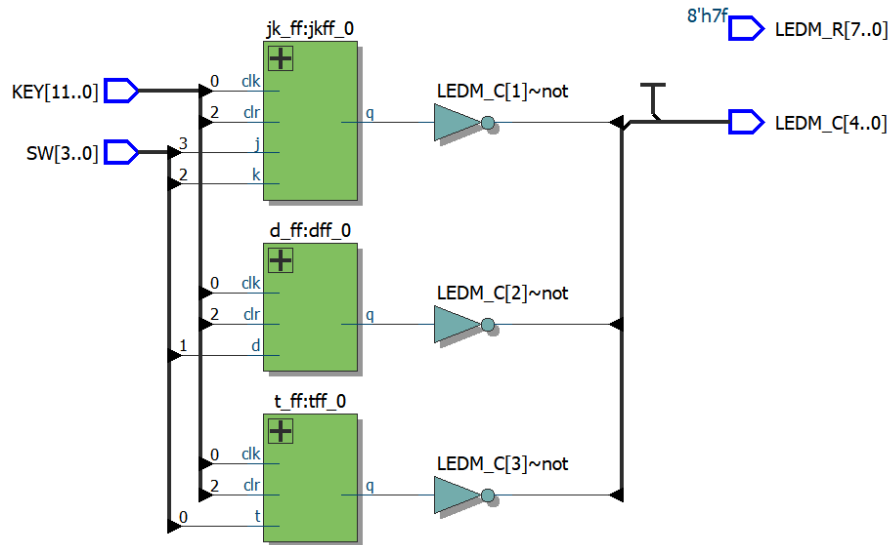 jk_ff:jkff_0
8'h7f
LEDM_R[7..0]
KEY[11..0]
0
clk
LEDM_C[1]~not
2
clr
q
LEDM_C[4..0]
SW[3..0]
3
j
2
k
d_ff:dff_0
0
clk
LEDM_C[2]~not
2
clr
q
1
d
t_ff:tff_0
0
clk
LEDM_C[3]~not
2
clr
q
0
t